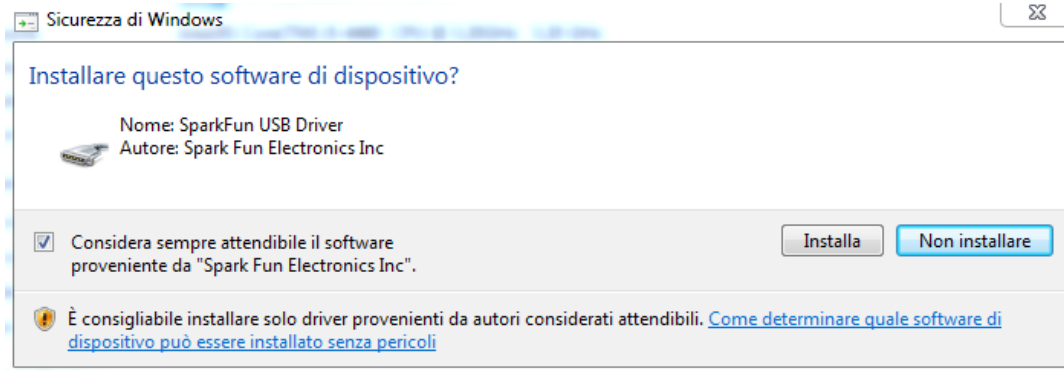 Sicurezza di Windows
Installare questo software di dispositivo?
Nome: SparkFun USB Driver
Autore: Spark Fun Electronics Inc
Considera sempre attendibile il software
proveniente da "Spark Fun Electronics Inc".
Installa
Non installare
È consigliabile installare solo driver provenienti da autori considerati attendibili. Come determinare quale software di
dispositivo può essere installato senza pericoli